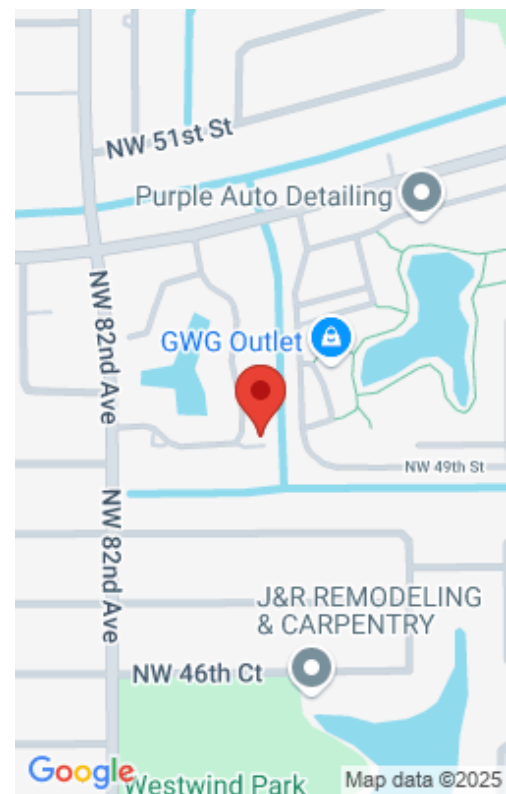 NW 51st St
Purple Auto Detailing
NW 82nd Ave
GWG Outlet
NW 49th St
NW 82nd Ave
J&R REMODELING
& CARPENTRY
NW 46th Ct
Google
Westwind Park
Map data ©2025